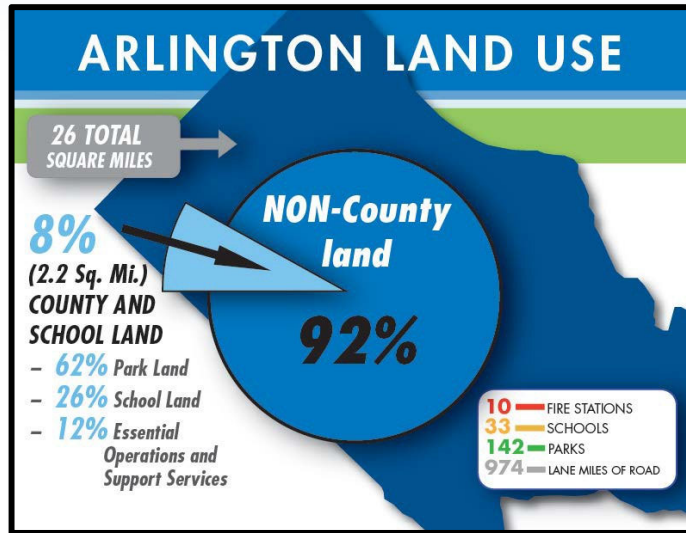 ARLINGTON LAND USE
26 TOTAL
SQUARE MILES
8%
(2.2 Sq. Mi.)
COUNTY AND
SCHOOL LAND
– 62% Park Land
– 26% School Land
– 12% Essential
Operations and
Support Services
NON-County
land
92%
10 FIRE STATIONS
33 SCHOOLS
142 PARKS
974 LANE MILES OF ROAD